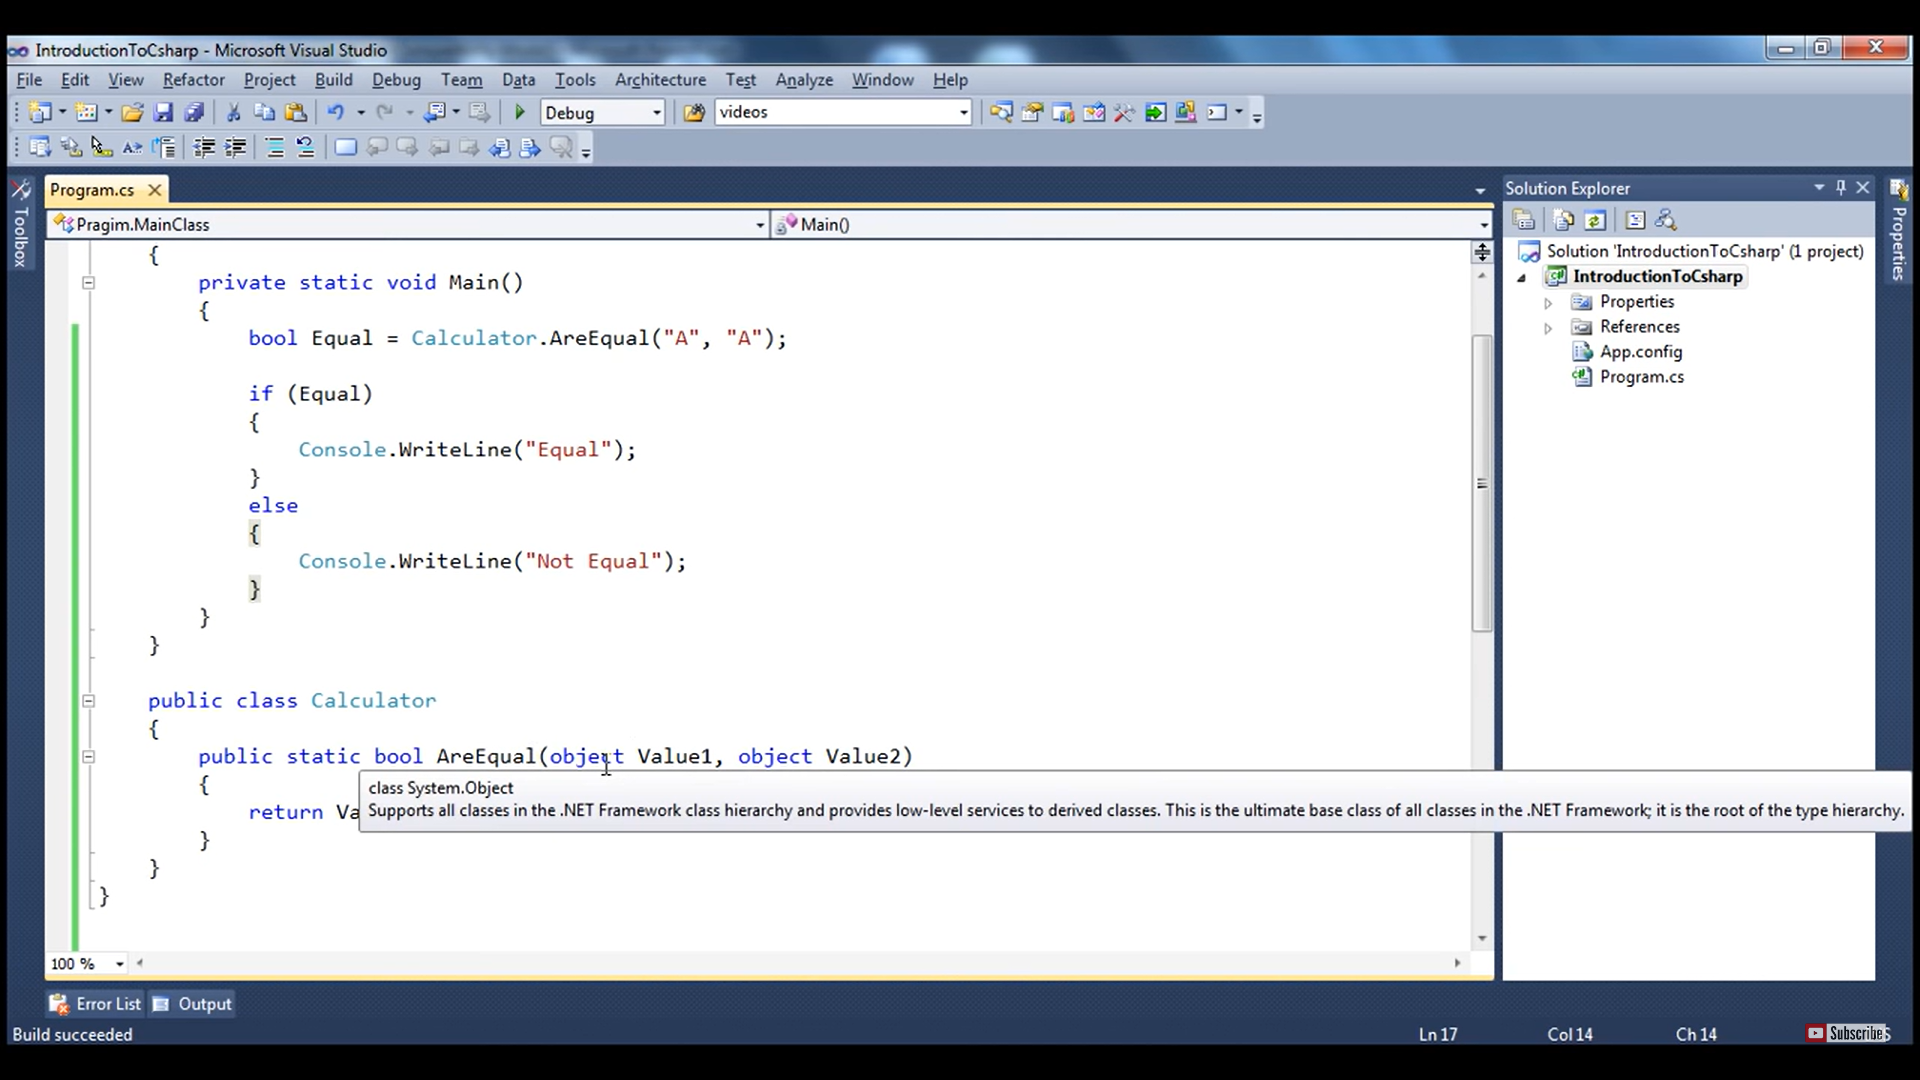 IntroductionToCsharp - Microsoft Visual Studio
File Edit View Refactor Project Build Debug Team Data Tools Architecture Test Analyze Window Help
Debug videos
Toolbox
Program.cs
Solution Explorer
Properties
Pragim.MainClass Main()
Solution 'IntroductionToCsharp' (1 project)
IntroductionToCsharp
Properties
References
App.config
Program.cs
{
private static void Main()
{
bool Equal = Calculator.AreEqual("A", "A");
if (Equal)
{
Console.WriteLine("Equal");
}
else
{
Console.WriteLine("Not Equal");
}
}
}
public class Calculator
{
public static bool AreEqual(object Value1, object Value2)
{
class System.Object
Supports all classes in the .NET Framework class hierarchy and provides low-level services to derived classes. This is the ultimate base class of all classes in the .NET Framework; it is the root of the type hierarchy.
return Va
}
}
}
100 %
Error List Output
Build succeeded Ln 17 Col 14 Ch 14
Subscribe